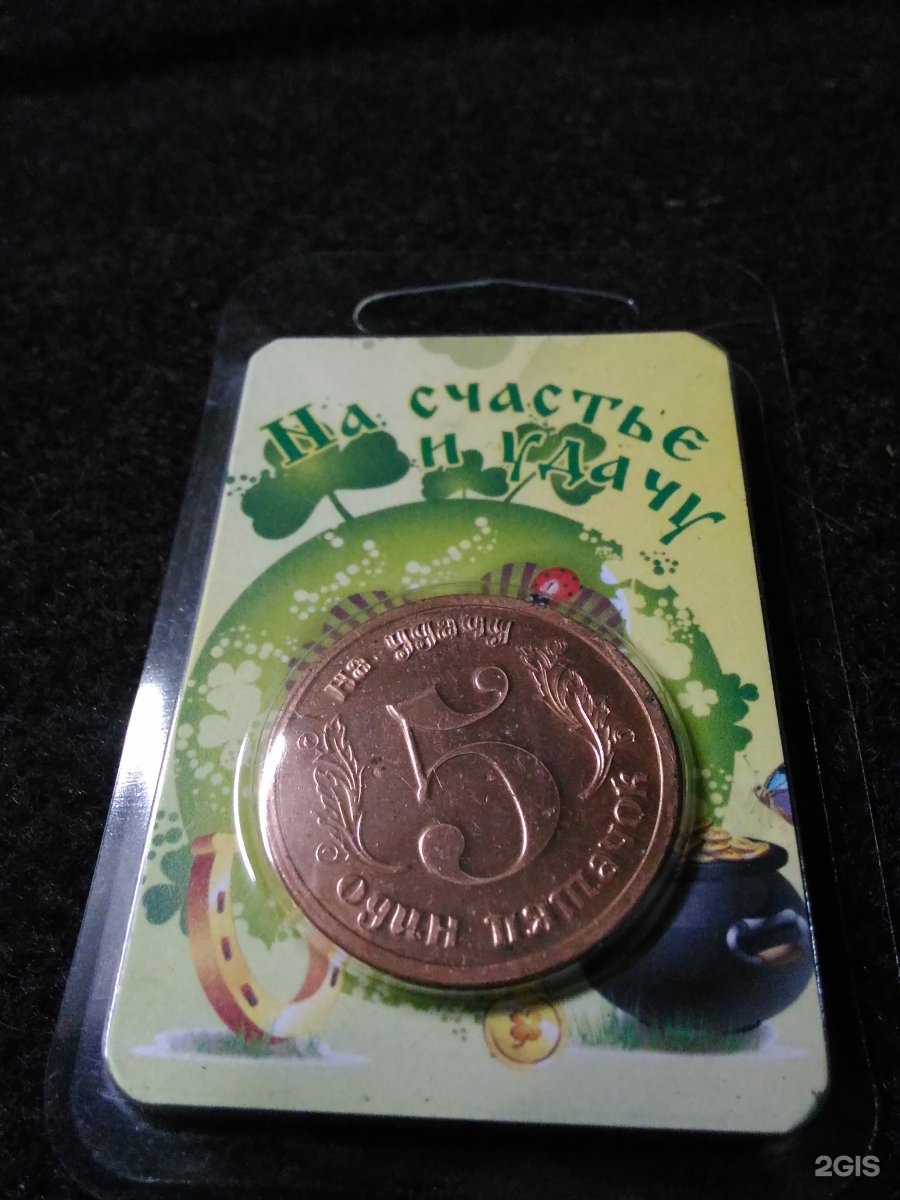 На счастье
и удачу
на удачу
5
Один пятачок
2GIS